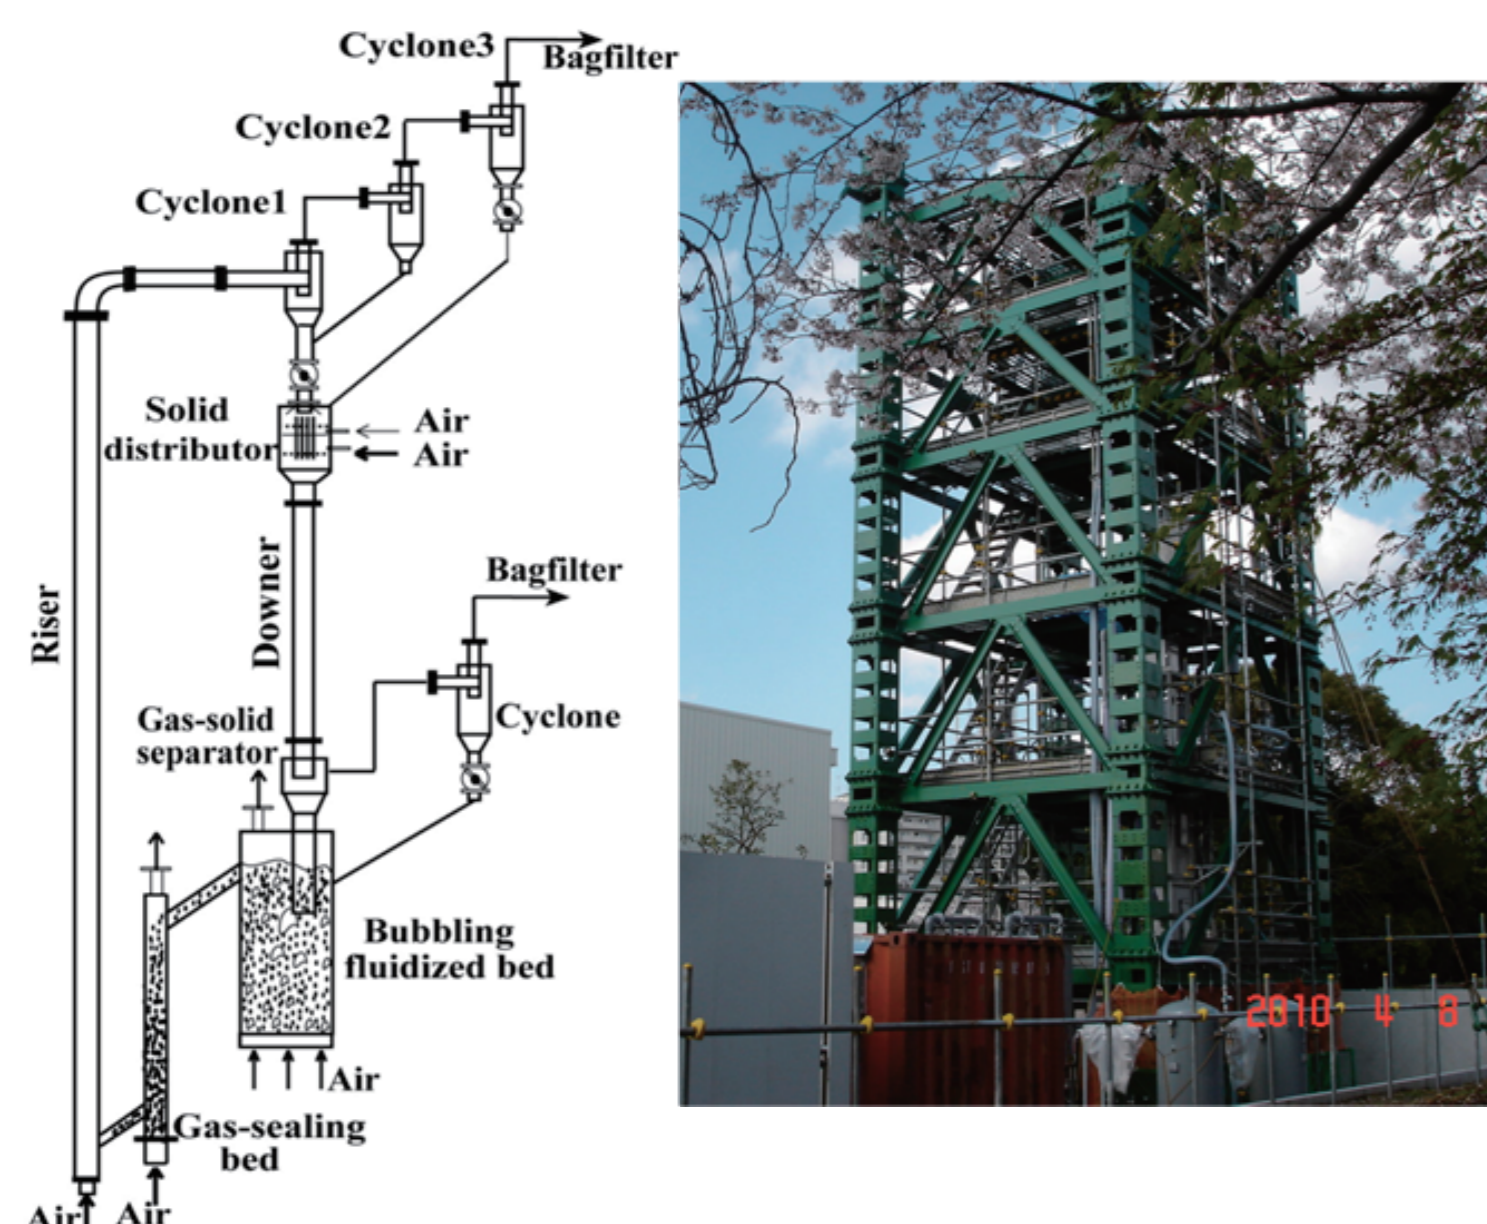 Cyclone3
Bagfilter
Cyclone2
Cyclone1
Solid
distributor
Air
Air
Riser
Downer
Bagfilter
Gas-solid
separator
Cyclone
Bubbling
fluidized bed
Air
Gas-sealing
bed
Air
Air
2010 4 8